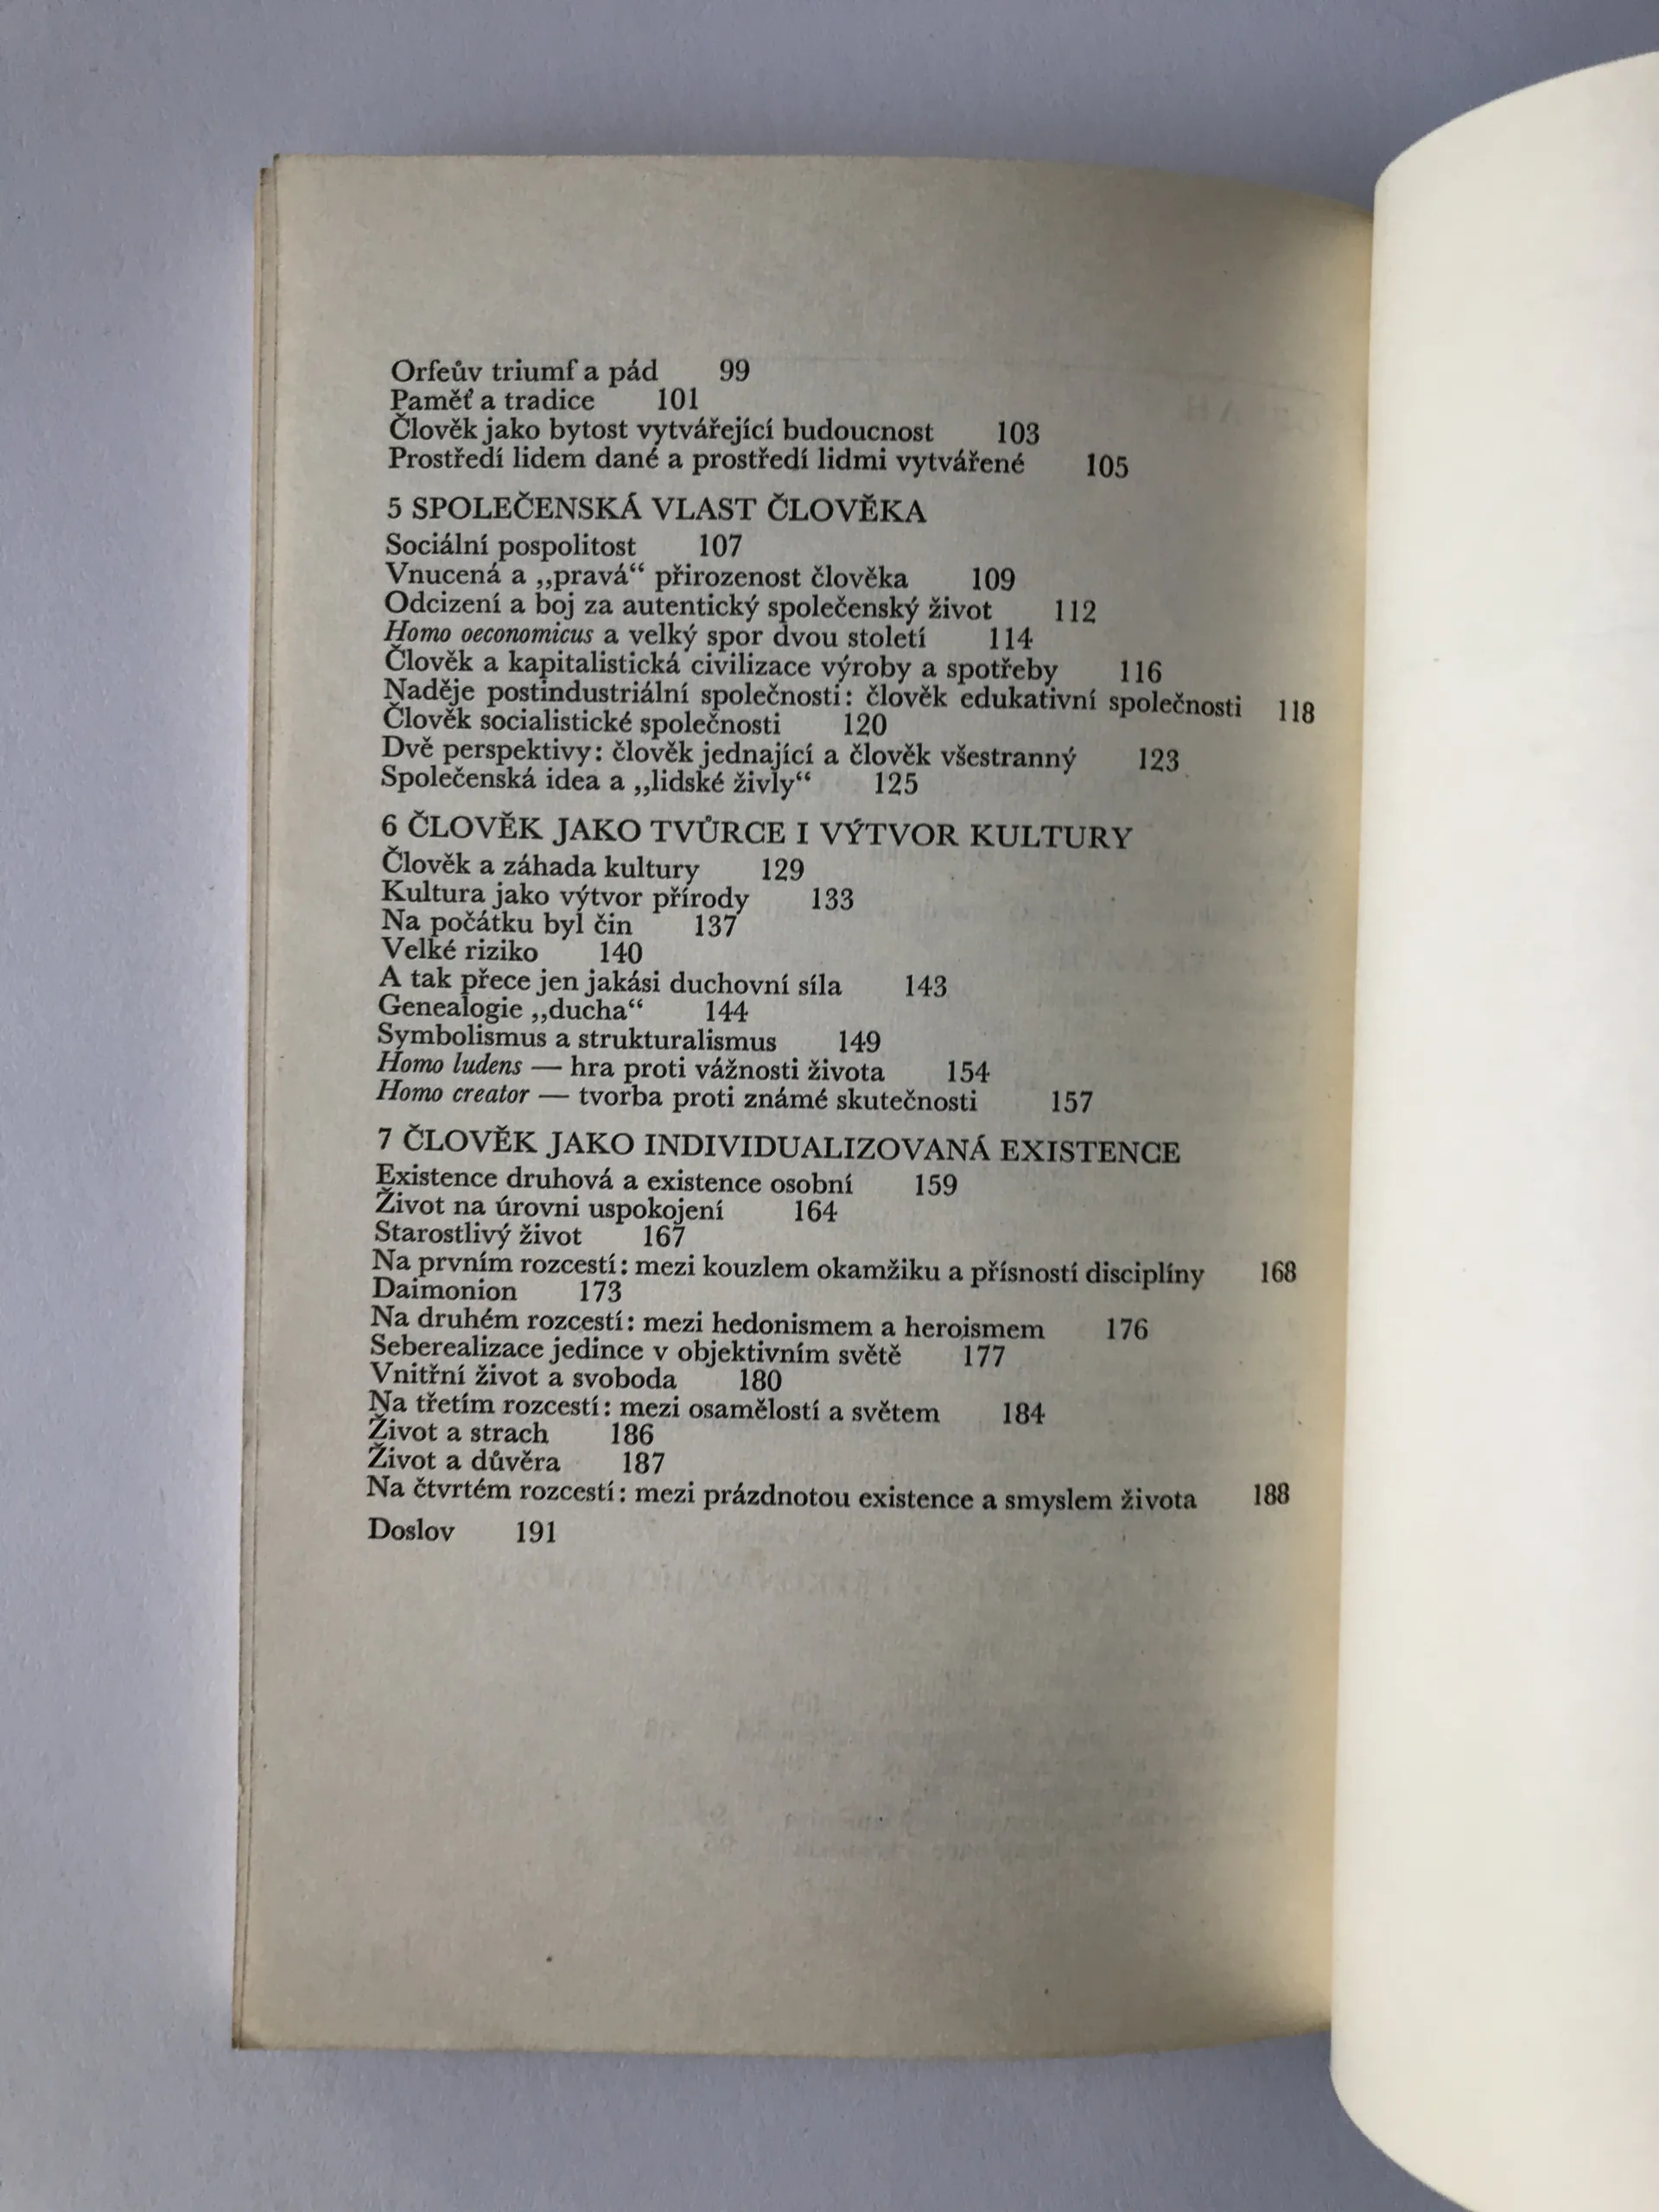 Orfeův triumf a pád 99
Paměť a tradice 101
Člověk jako bytost vytvářející budoucnost 103
Prostředí lidem dané a prostředí lidmi vytvářené 105
5 SPOLEČENSKÁ VLAST ČLOVĚKA
Sociální pospolitost 107
Vnucená a „pravá“ přirozenost člověka 109
Odcizení a boj za autentický společenský život 112
Homo oeconomicus a velký spor dvou století 114
Člověk a kapitalistická civilizace výroby a spotřeby 116
Naděje postindustriální společnosti: člověk edukativní společnosti 118
Člověk socialistické společnosti 120
Dvě perspektivy: člověk jednající a člověk všestranný 123
Společenská idea a „lidské živly“ 125
6 ČLOVĚK JAKO TVŮRCE I VÝTVOR KULTURY
Člověk a záhada kultury 129
Kultura jako výtvor přírody 133
Na počátku byl čin 137
Velké riziko 140
A tak přece jen jakási duchovní síla 143
Genealogie „ducha“ 144
Symbolismus a strukturalismus 149
Homo ludens — hra proti vážnosti života 154
Homo creator — tvorba proti známé skutečnosti 157
7 ČLOVĚK JAKO INDIVIDUALIZOVANÁ EXISTENCE
Existence druhová a existence osobní 159
Život na úrovni uspokojení 164
Starostlivý život 167
Na prvním rozcestí: mezi kouzlem okamžiku a přísností disciplíny 168
Daimonion 173
Na druhém rozcestí: mezi hedonismem a heroismem 176
Seberealizace jedince v objektivním světě 177
Vnitřní život a svoboda 180
Na třetím rozcestí: mezi osamělostí a světem 184
Život a strach 186
Život a důvěra 187
Na čtvrtém rozcestí: mezi prázdnotou existence a smyslem života 188
Doslov 191